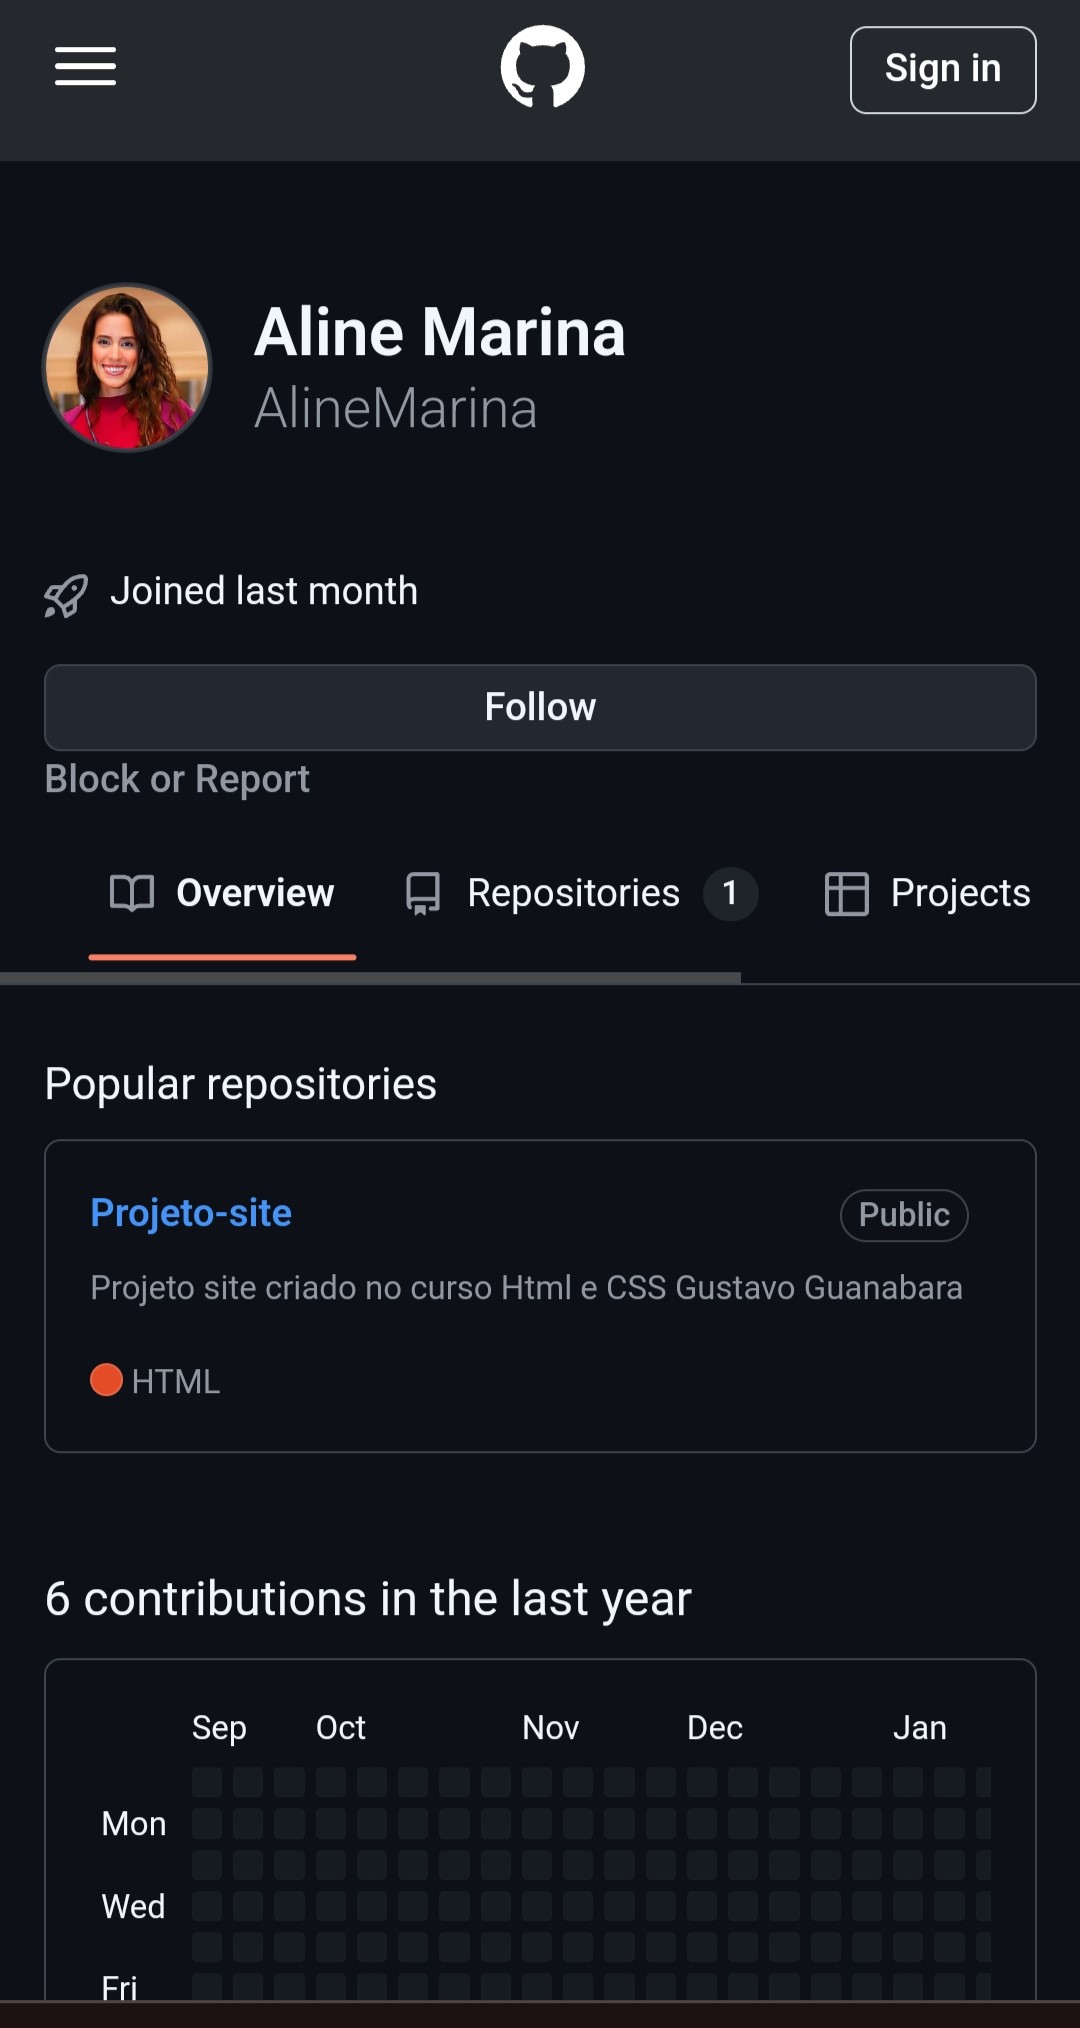 Sign in
Aline Marina
AlineMarina
Joined last month
Follow
Block or Report
Overview Repositories 1 Projects
Popular repositories
Projeto-site Public
Projeto site criado no curso Html e CSS Gustavo Guanabara
HTML
6 contributions in the last year
Sep Oct Nov Dec Jan
Mon
Wed
Fri